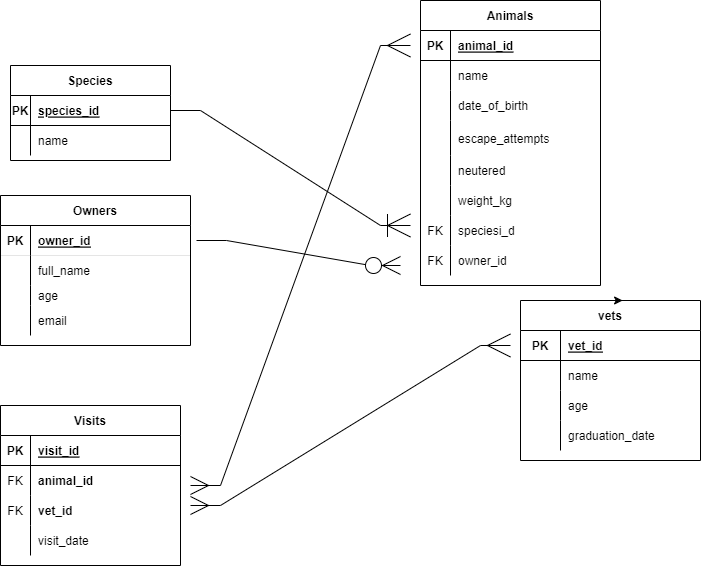 Animals
PK animal_id
name
date_of_birth
escape_attempts
neutered
weight_kg
FK speciesi_d
FK owner_id
Species
PK species_id
name
Owners
PK owner_id
full_name
age
email
vets
PK vet_id
name
age
graduation_date
Visits
PK visit_id
FK animal_id
FK vet_id
visit_date